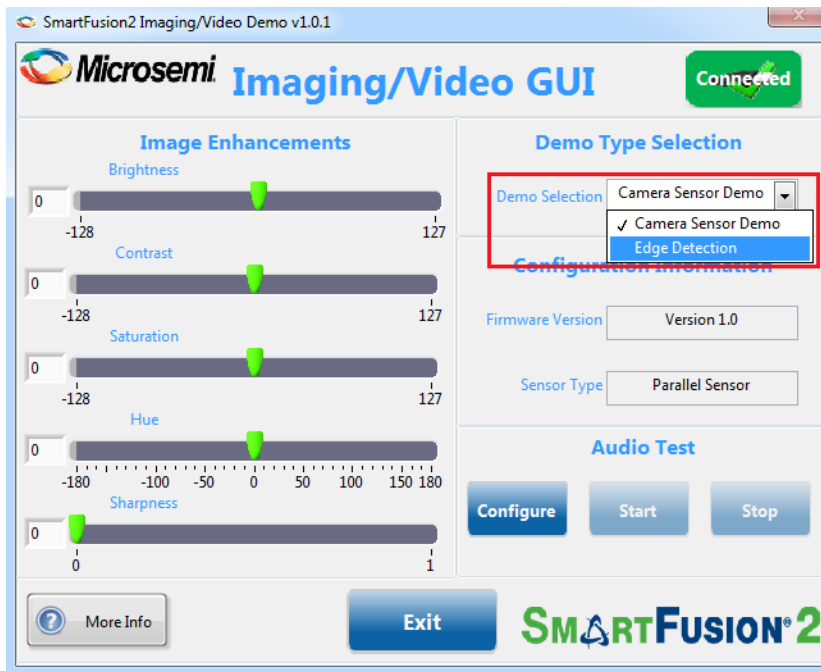 SmartFusion2 Imaging/Video Demo v1.0.1
Microsemi Imaging/Video GUI
Connected
Image Enhancements
Brightness
0
-128 127
Contrast
0
-128 127
Saturation
0
-128 127
Hue
0
-180 -100 -50 0 50 100 150 180
Sharpness
0
0 1
Demo Type Selection
Demo Selection Camera Sensor Demo
✓ Camera Sensor Demo
Edge Detection
Configuration Information
Firmware Version Version 1.0
Sensor Type Parallel Sensor
Audio Test
Configure Start Stop
More Info
Exit
SMARTFUSION®2